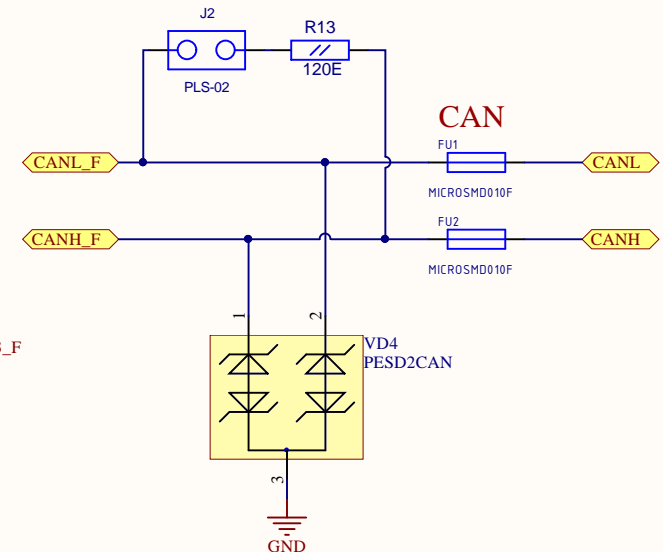 J2
R13
120E
PLS-02
CAN
FU1
CANL_F
CANL
MICROSMD010F
FU2
CANH_F
CANH
MICROSMD010F
1
2
_F
VD4
PESD2CAN
3
GND